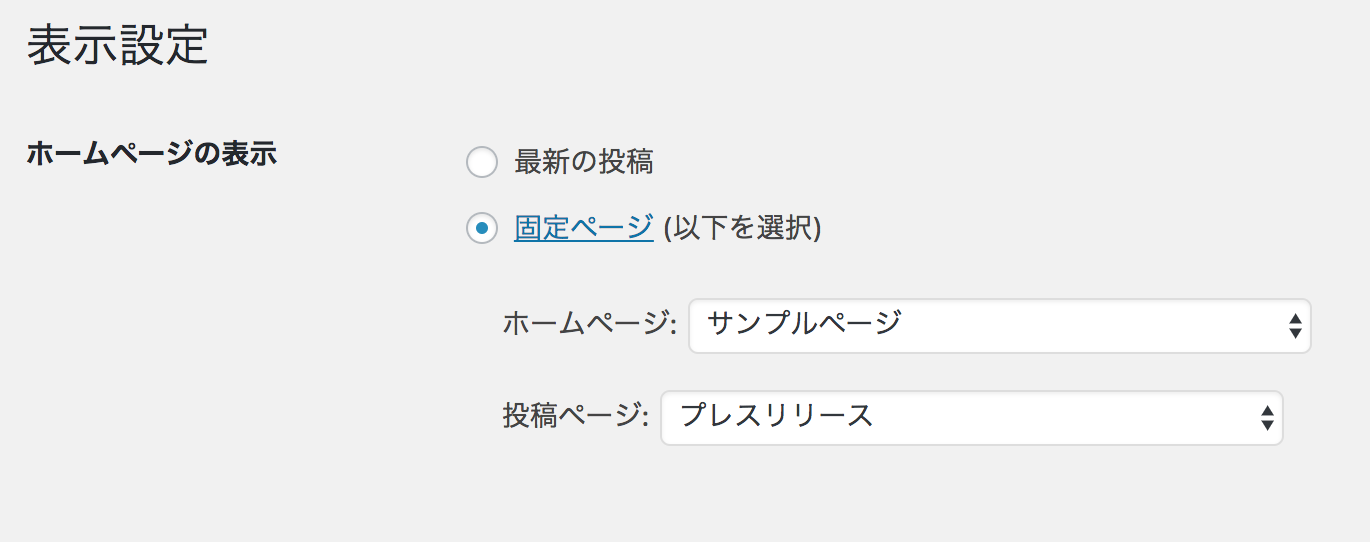 表示設定
ホームページの表示
最新の投稿
固定ページ (以下を選択)
ホームページ: サンプルページ
投稿ページ: プレスリリース